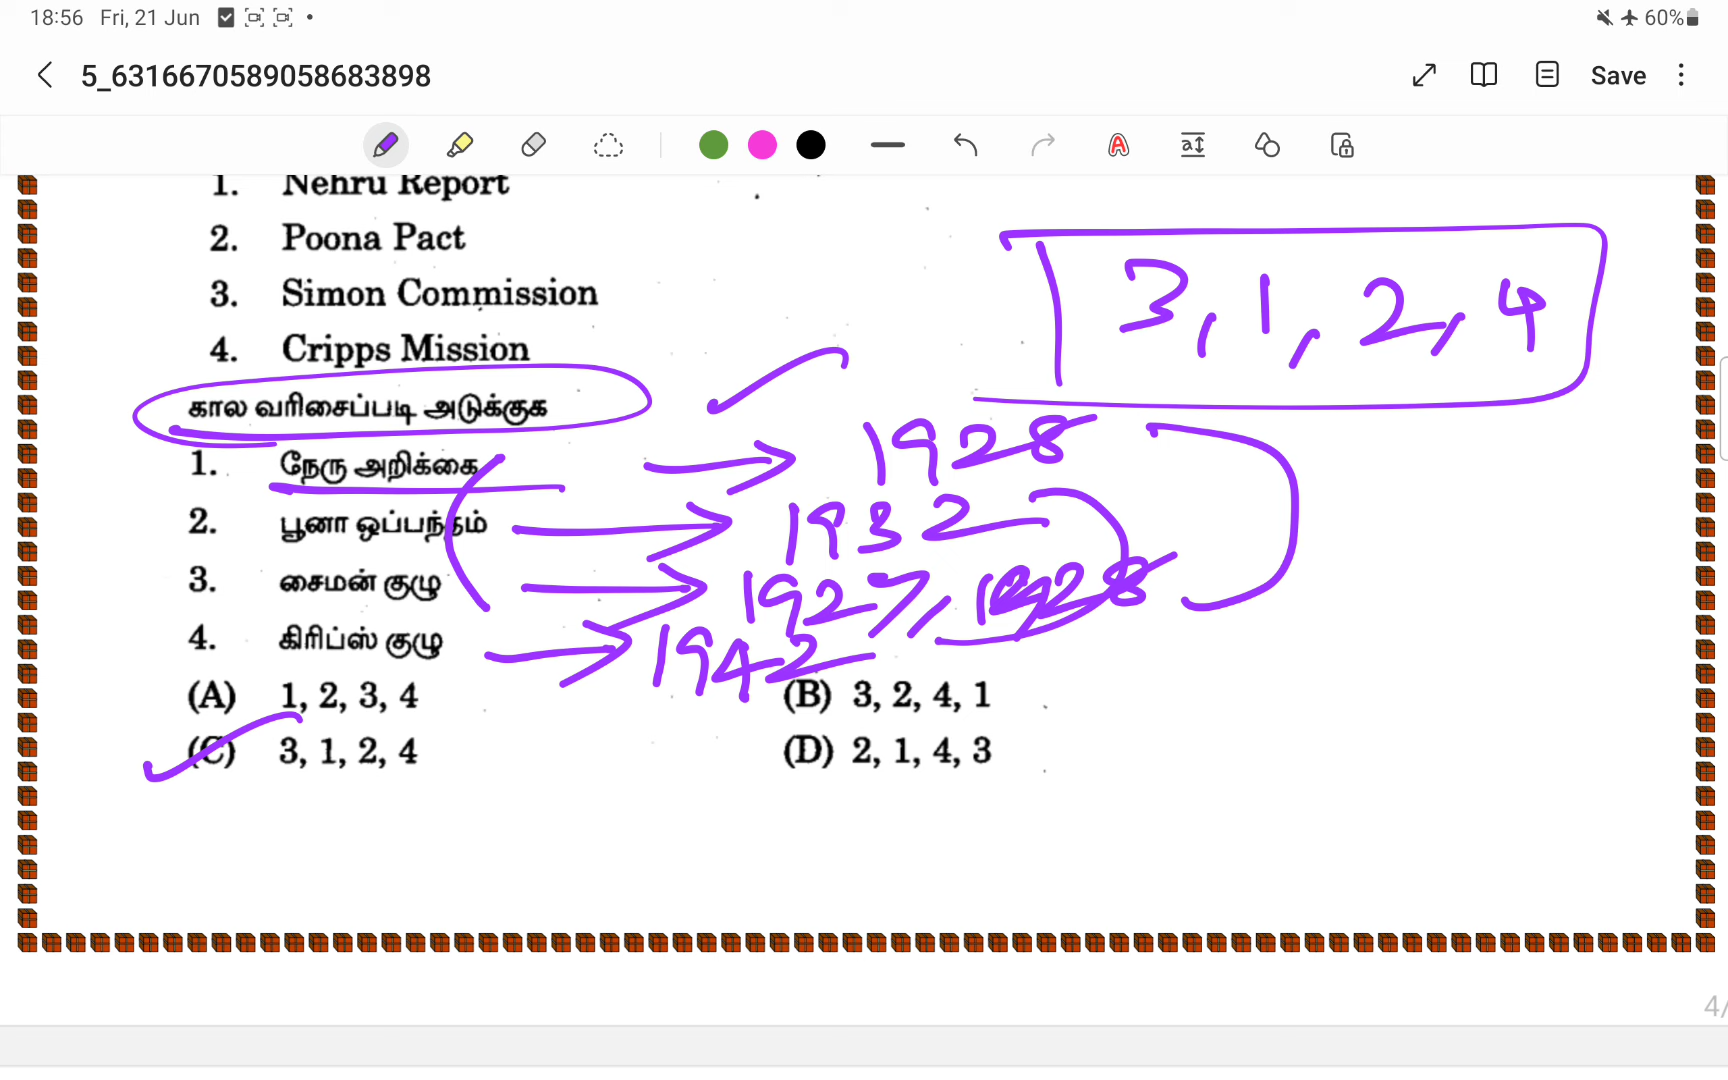 18:56 Fri, 21 Jun
60%
5_6316670589058683898
Save
1. Nehru Report
2. Poona Pact
3. Simon Commission
4. Cripps Mission
3, 1, 2, 4
கால வரிசைப்படி அடுக்குக
1. நேரு அறிக்கை 1928
2. பூனா ஒப்பந்தம் 1932
3. சைமன் குழு 1927, 1928
4. கிரிப்ஸ் குழு 1942
(A) 1, 2, 3, 4 (B) 3, 2, 4, 1
(C) 3, 1, 2, 4 (D) 2, 1, 4, 3
4/